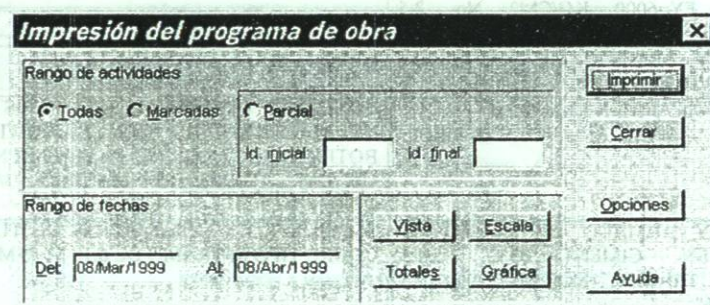 Impresión del programa de obra
Rango de actividades
Todas Marcadas Parcial
Id. inicial Id. final
Imprimir
Cerrar
Rango de fechas
Del: 08/Mar/1999 Al: 08/Abr/1999
Vista Escala
Totales Gráfica
Opciones
Ayuda